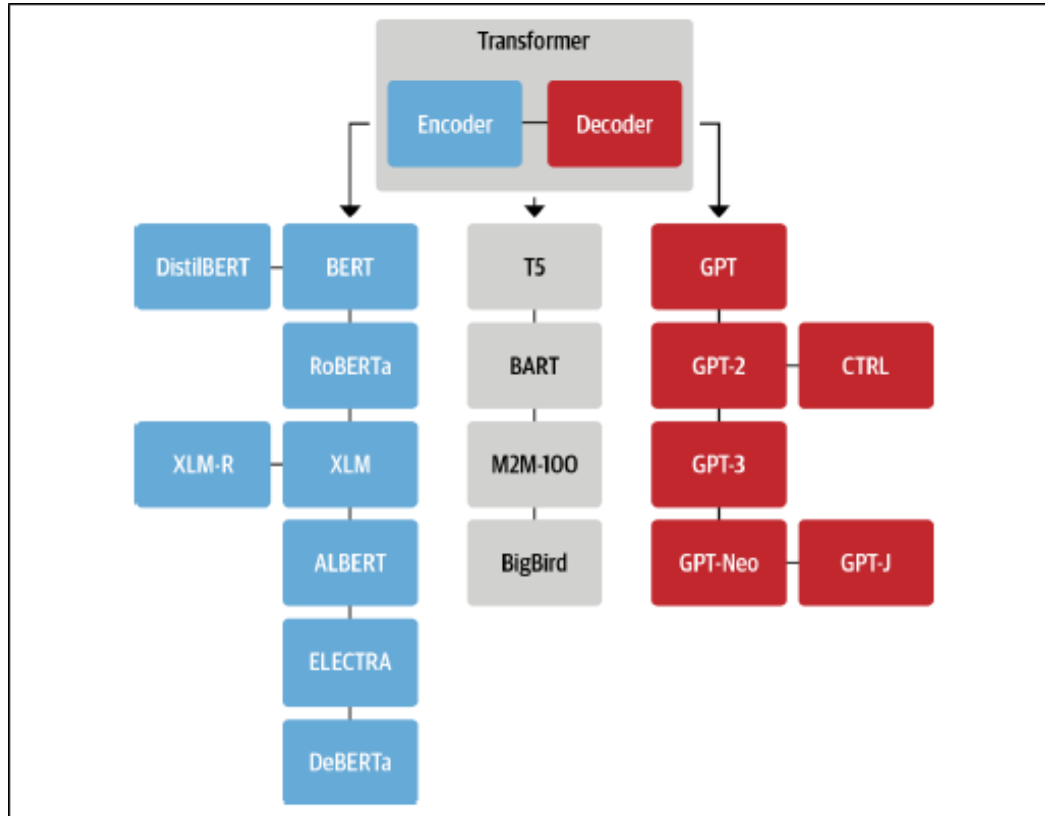 Transformer
Encoder
Decoder
DistilBERT
BERT
T5
GPT
RoBERTa
BART
GPT-2
CTRL
XLM-R
XLM
M2M-100
GPT-3
ALBERT
BigBird
GPT-Neo
GPT-J
ELECTRA
DeBERTa